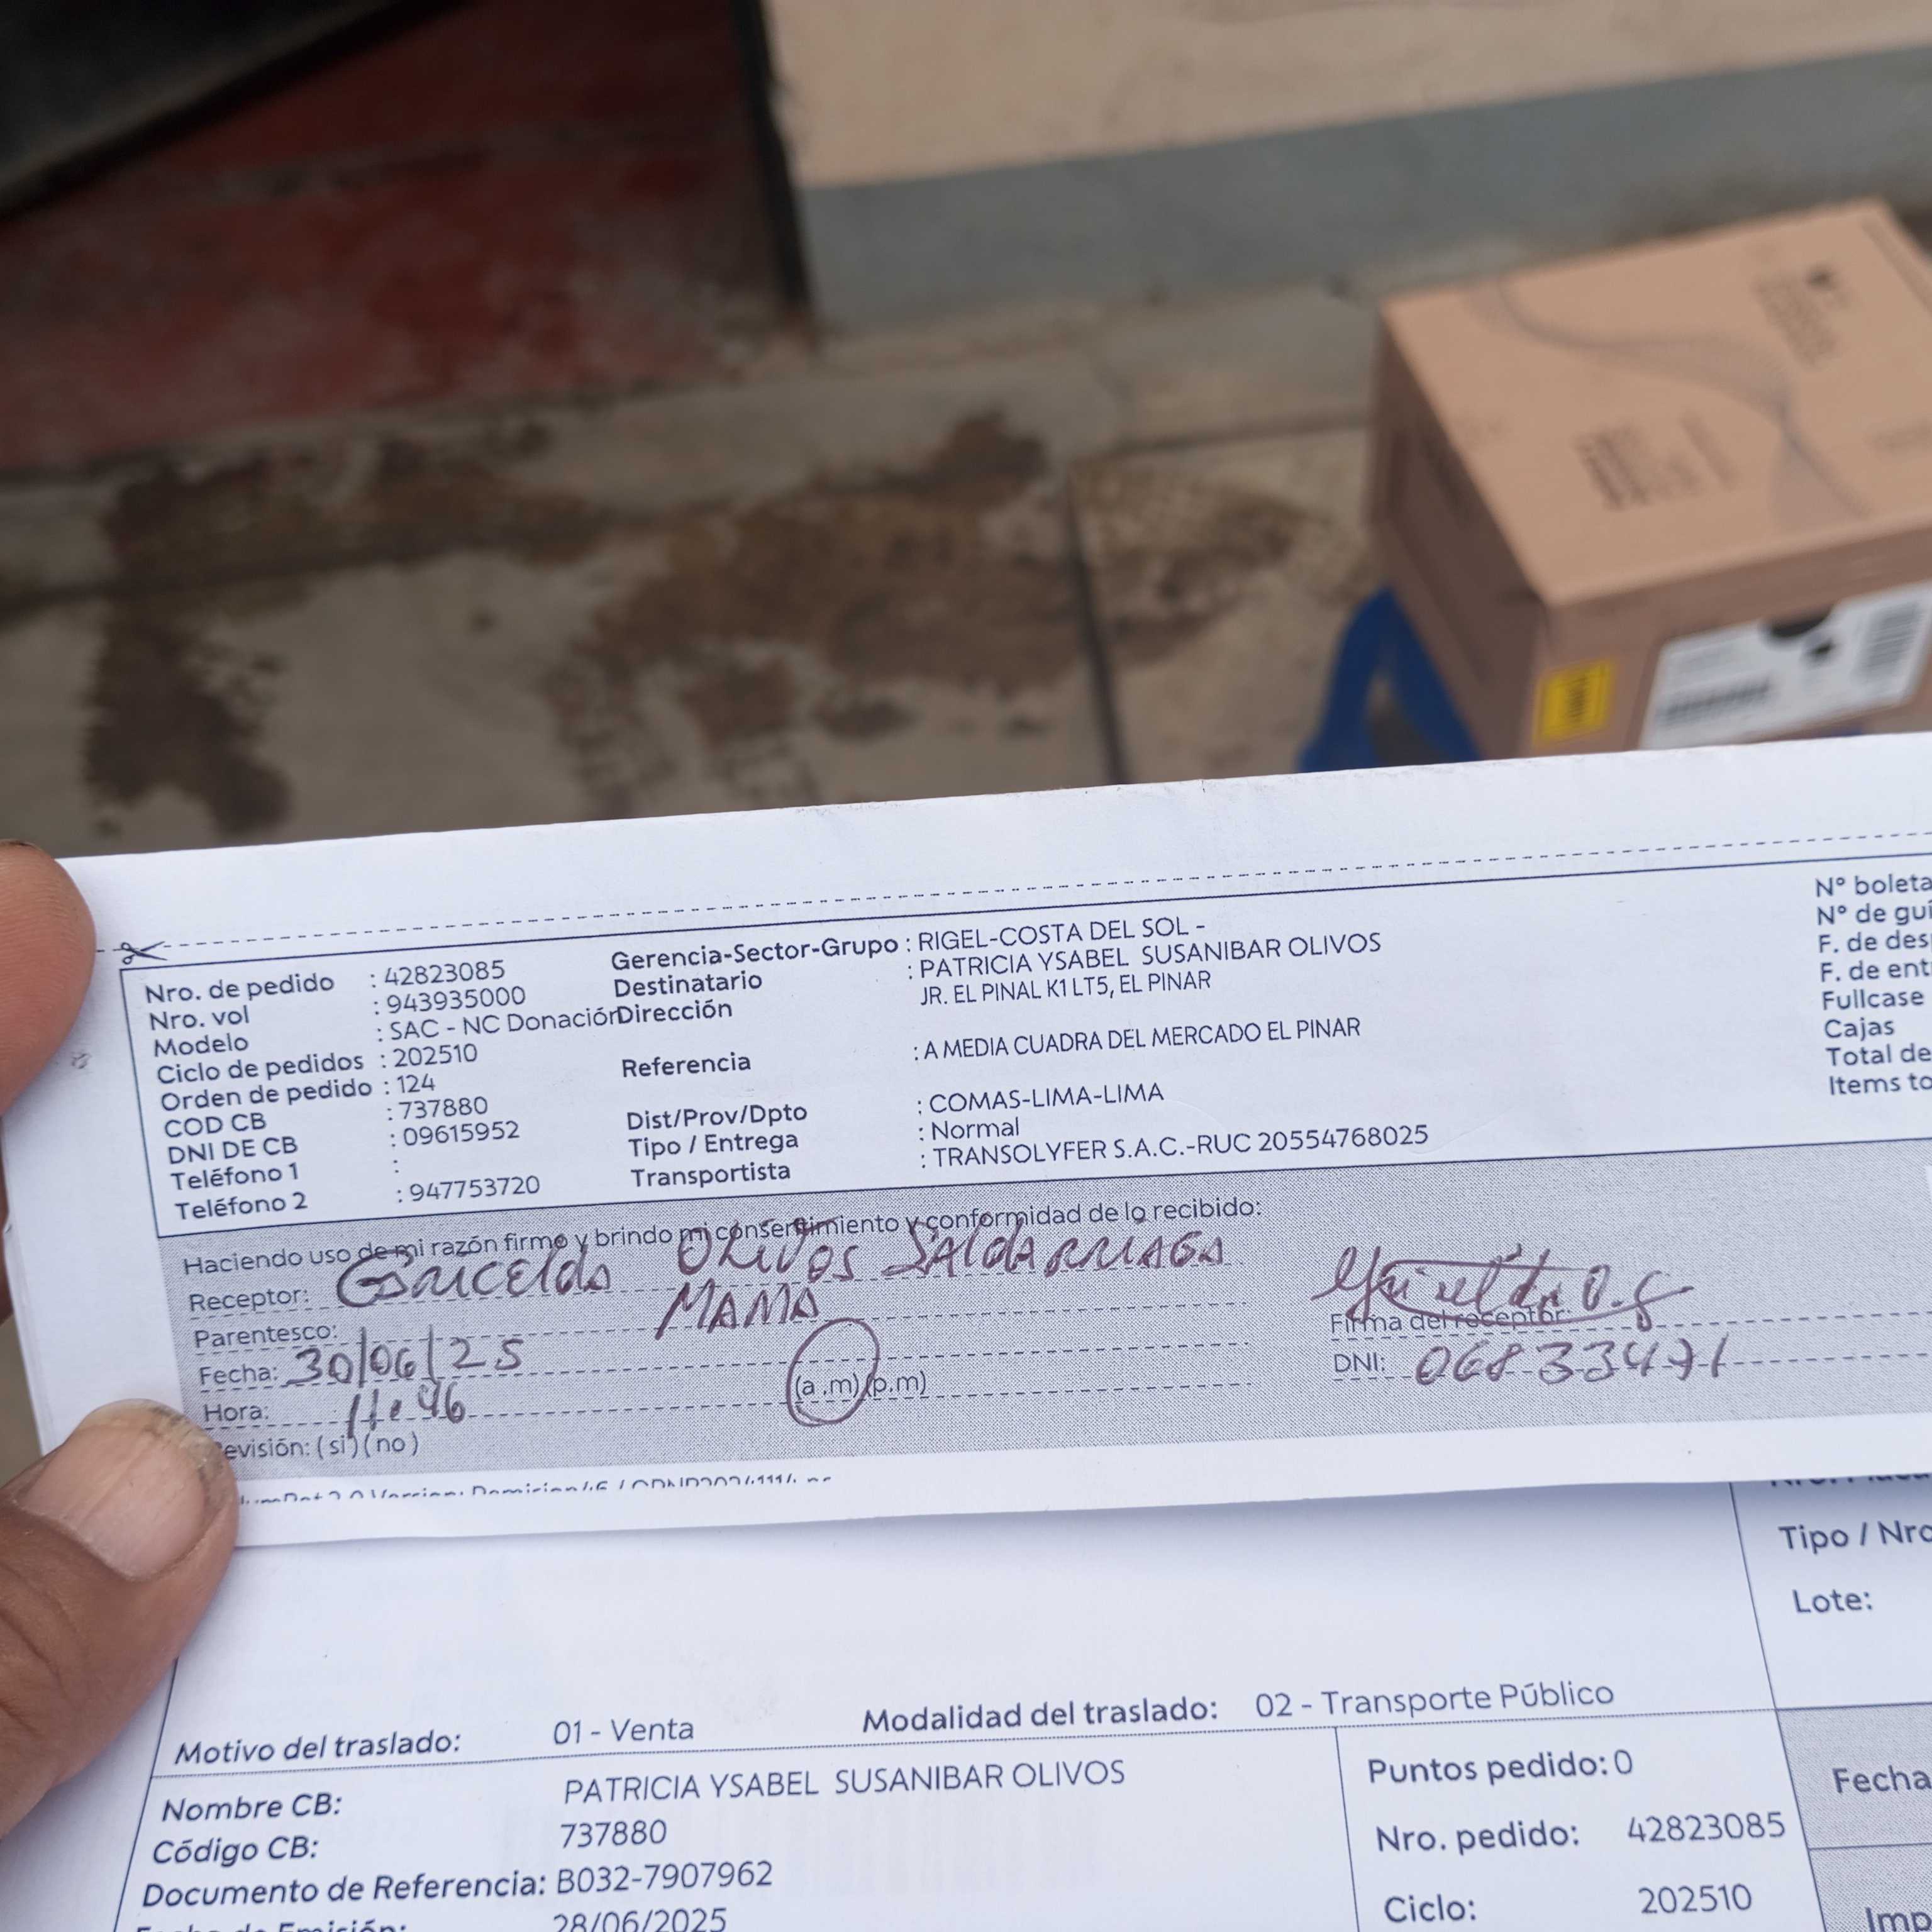 Nro. de pedido : 42823085
Nro. vol : 943935000
Modelo : SAC - NC Donación
Ciclo de pedidos : 202510
Orden de pedido : 124
COD CB : 737880
DNI DE CB : 09615952
Teléfono 1 :
Teléfono 2 : 947753720
Gerencia-Sector-Grupo : RIGEL-COSTA DEL SOL -
Destinatario : PATRICIA YSABEL SUSANIBAR OLIVOS
Dirección JR. EL PINAL K1 LT5, EL PINAR
Referencia : A MEDIA CUADRA DEL MERCADO EL PINAR
Dist/Prov/Dpto : COMAS-LIMA-LIMA
Tipo / Entrega : Normal
Transportista : TRANSOLYFER S.A.C.-RUC 20554768025
Nº boleta
Nº de gui
F. de des
F. de ent
Fullcase
Cajas
Total de
Items to
Haciendo uso de mi razón firmo y brindo mi consentimiento y conformidad de lo recibido:
Receptor: Gricelda OLIVOS SALDARRIAGA
Parentesco: MAMA
Fecha: 30/06/25
Hora: 11:46 (a.m) (p.m)
evisión: (si) (no)
Firma del receptor:
DNI: 06833471
Tipo / Nro
Lote:
Motivo del traslado: 01 - Venta
Modalidad del traslado: 02 - Transporte Público
Nombre CB: PATRICIA YSABEL SUSANIBAR OLIVOS
Código CB: 737880
Documento de Referencia: B032-7907962
28/06/2025
Puntos pedido: 0
Nro. pedido: 42823085
Ciclo: 202510
Fecha